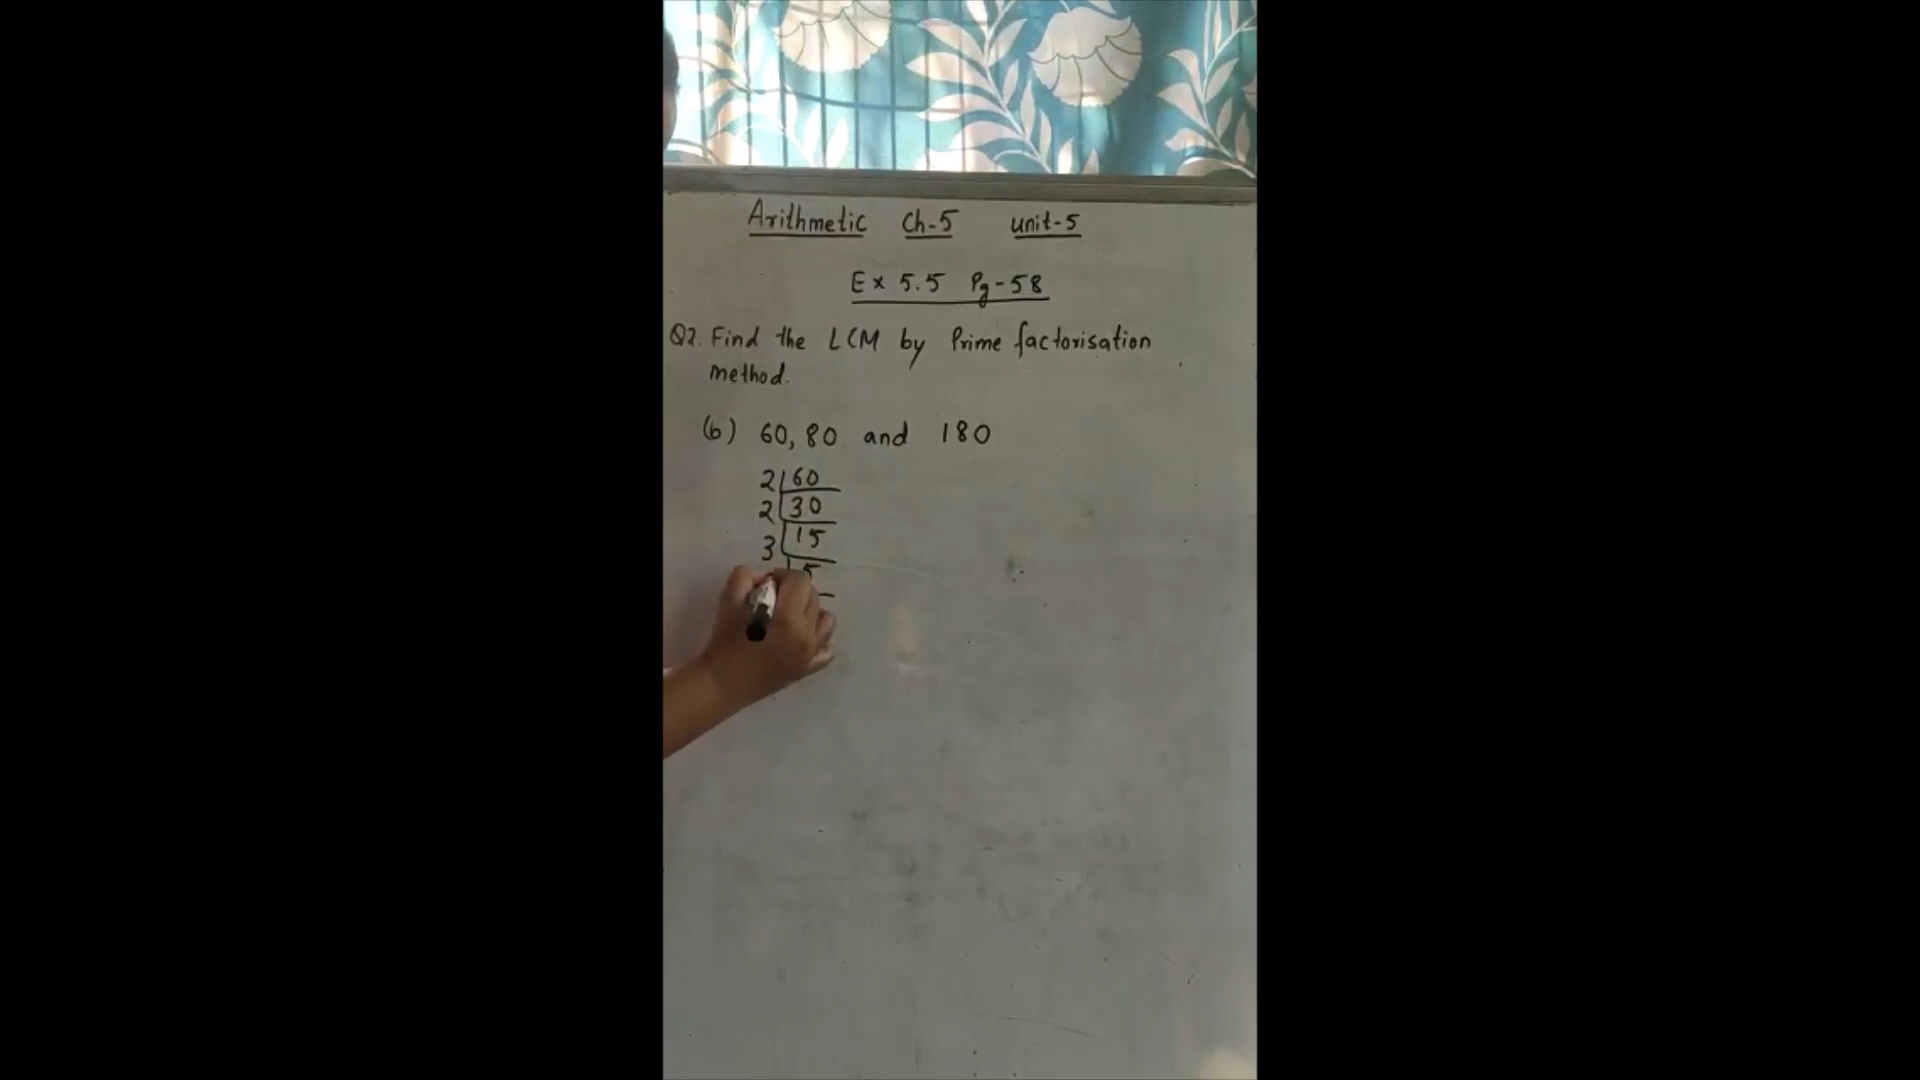 Arithmetic Ch-5 unit-5
Ex 5.5 Pg-58
Q2. Find the LCM by Prime factorisation
method.
(b) 60, 80 and 180
2 60
2 30
3 15
5